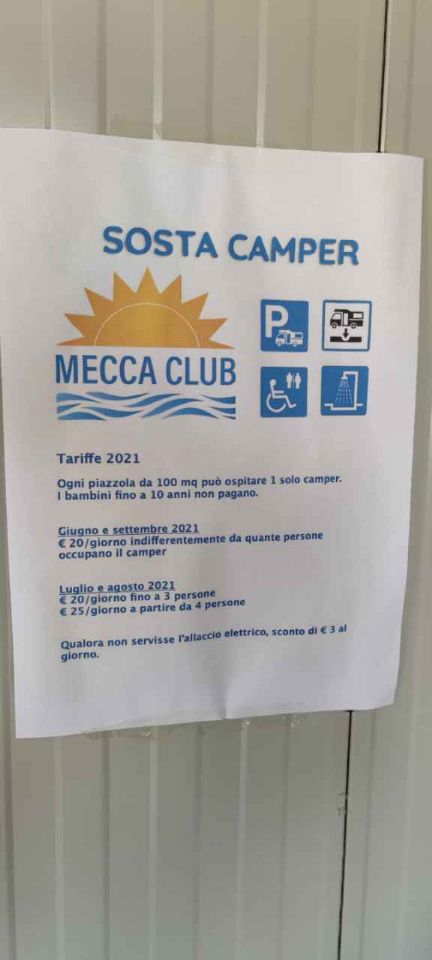 SOSTA CAMPER
P
MECCA CLUB
Tariffe 2021
Ogni piazzola da 100 mq può ospitare 1 solo camper.
I bambini fino a 10 anni non pagano.
Giugno e settembre 2021
€ 20/giorno indifferentemente da quante persone
occupano il camper
Luglio e agosto 2021
€ 20/giorno fino a 3 persone
€ 25/giorno a partire da 4 persone
Qualora non servisse l'allaccio elettrico, sconto di € 3 al
giorno.